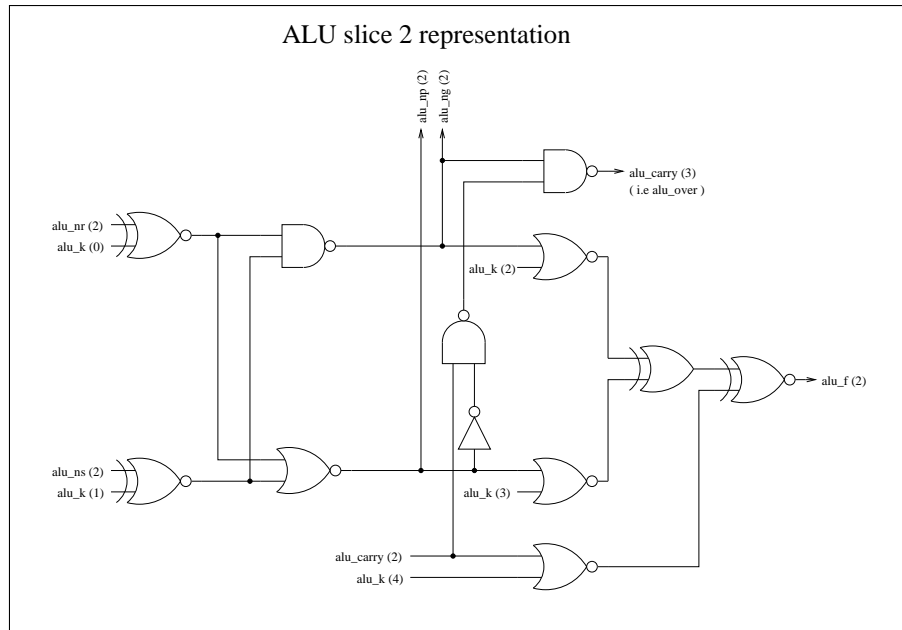 ALU slice 2 representation
alu_np (2)
alu_ng (2)
alu_carry (3)
( i.e alu_over )
alu_nr (2)
alu_k (0)
alu_k (2)
alu_f (2)
alu_ns (2)
alu_k (1)
alu_k (3)
alu_carry (2)
alu_k (4)